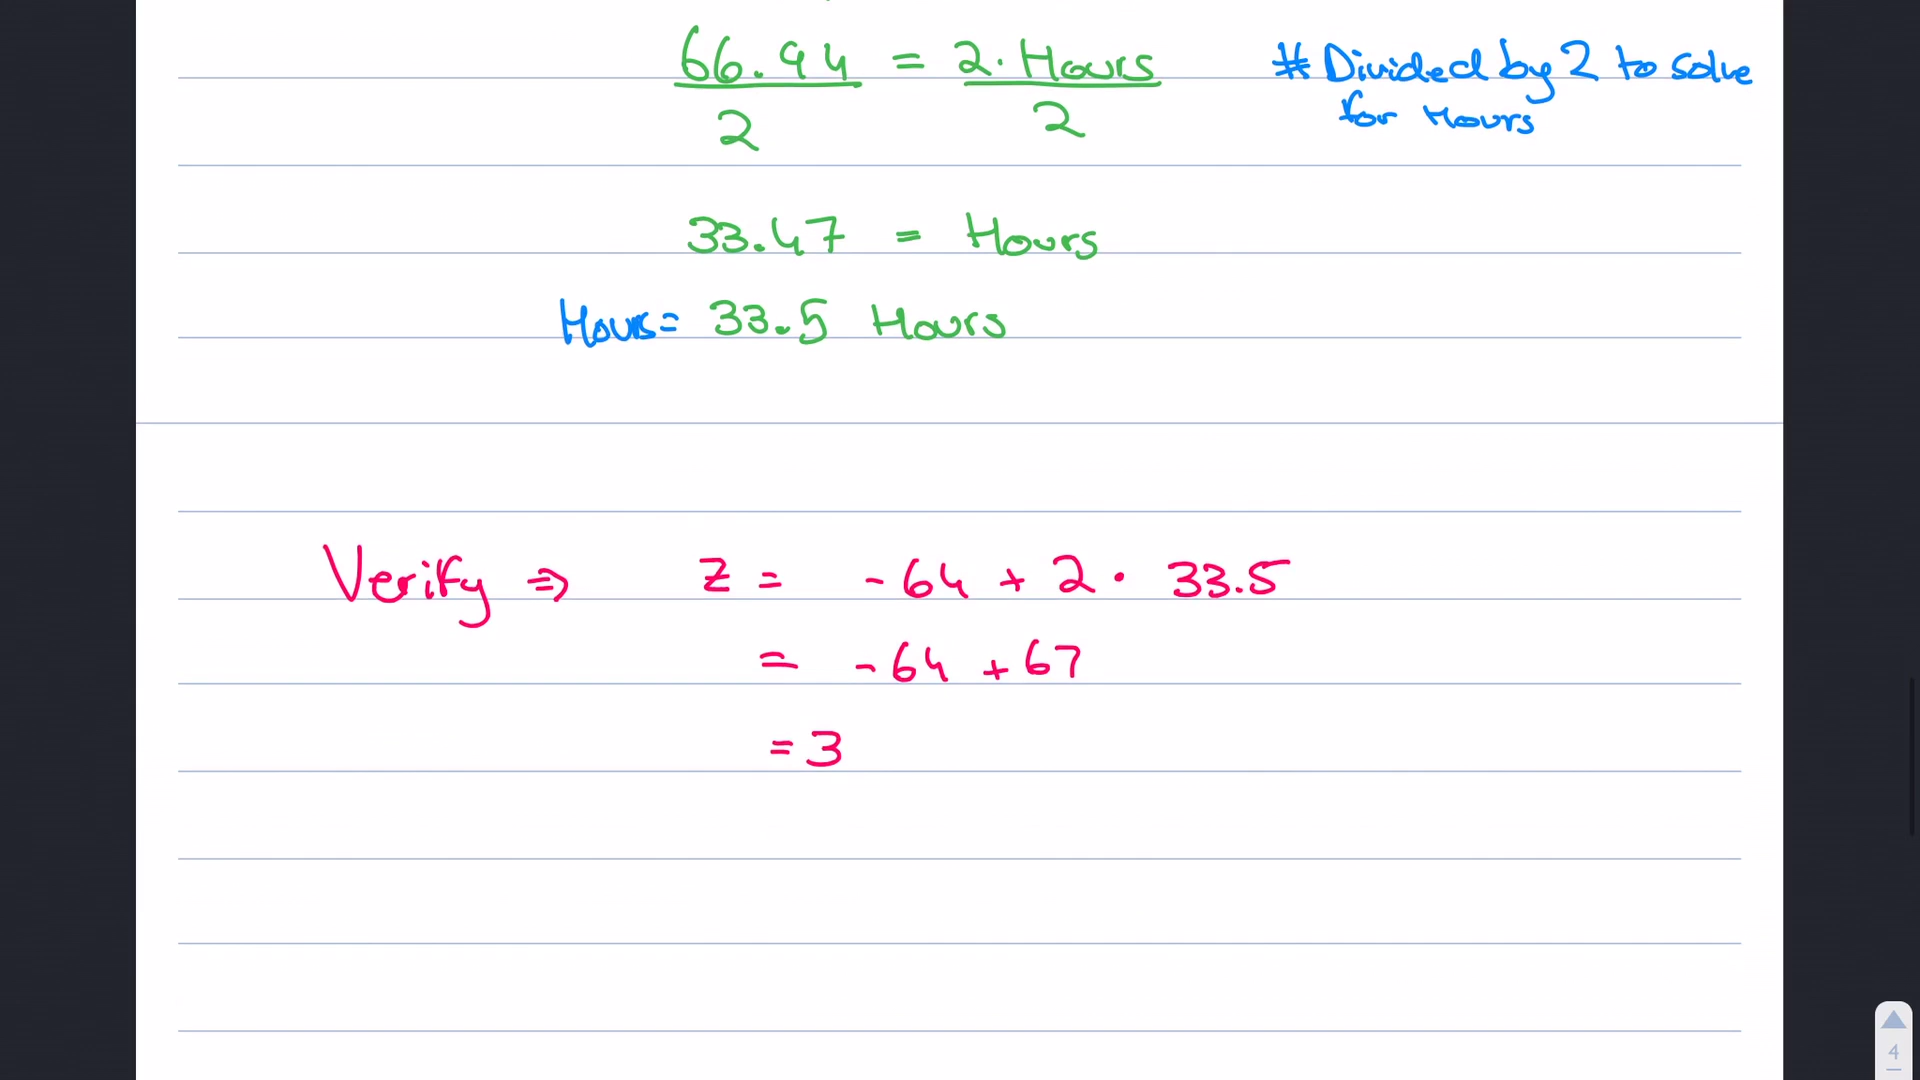 66.94 = 2. Hours
2 2
# Divided by 2 to solve
for Hours
33.47 = Hours
Hours= 33.5 Hours
Verify ⇒ z = -64 + 2 · 33.5
= -64 + 67
= 3
4